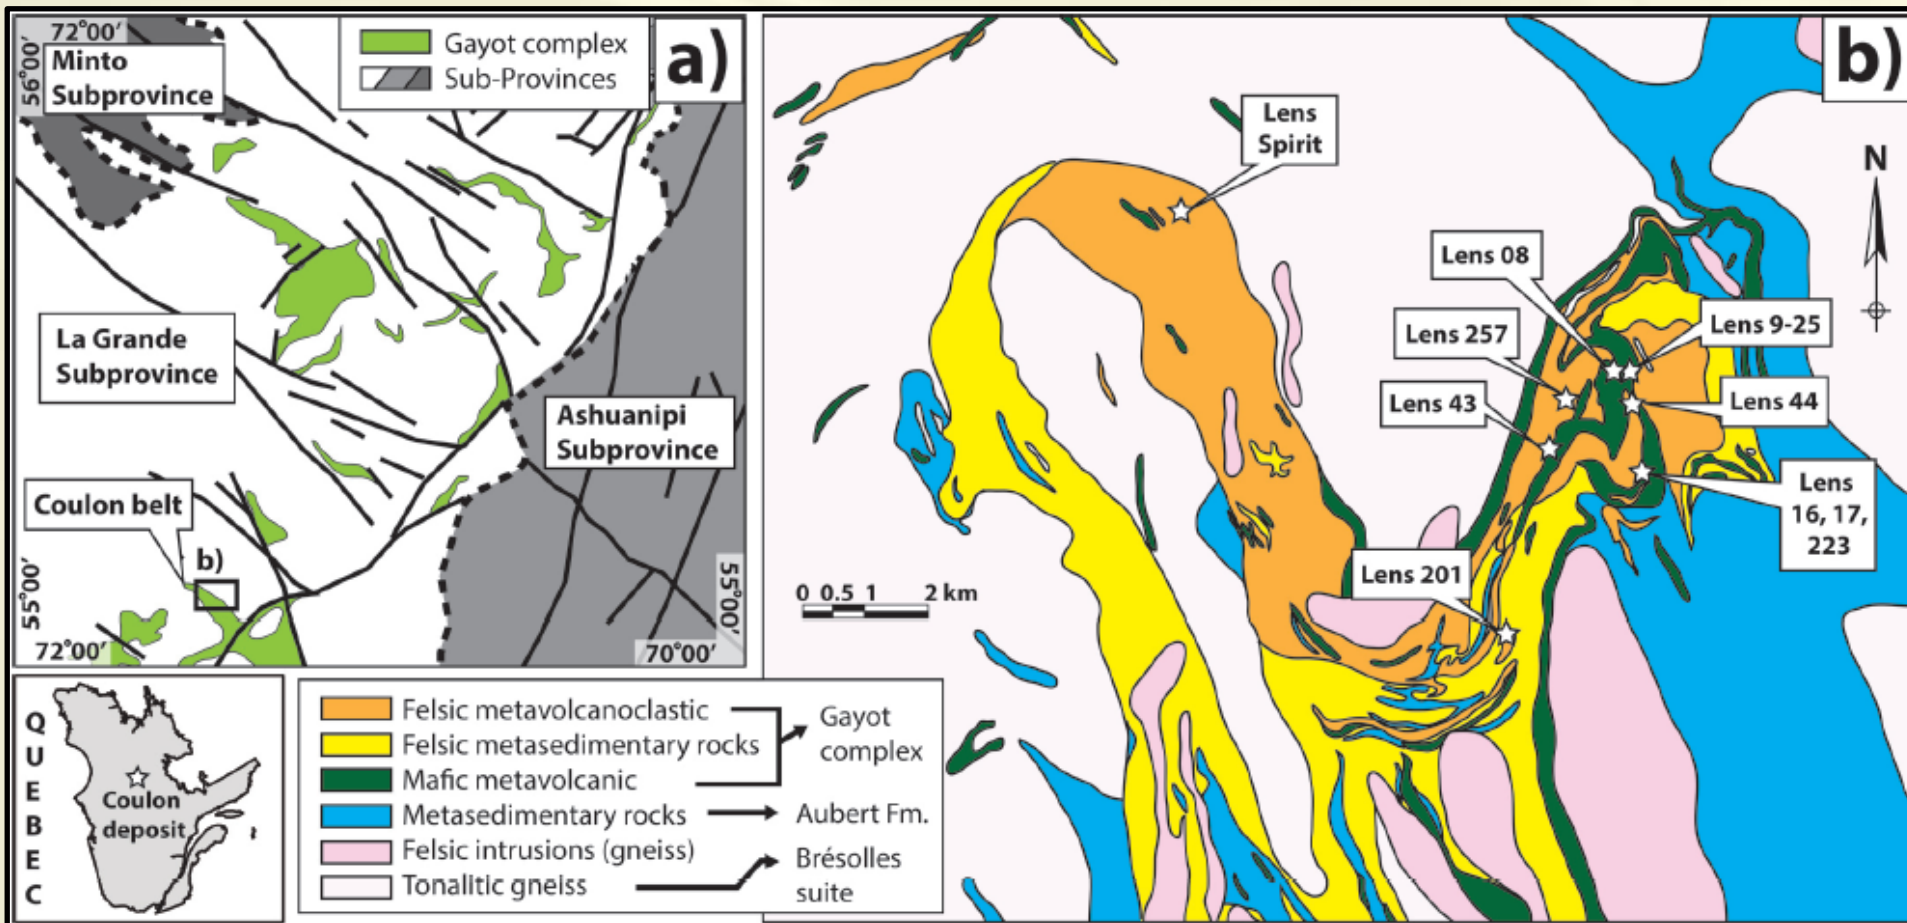 72°00'
56°00'
Minto
Subprovince
Gayot complex
Sub-Provinces
a)
La Grande
Subprovince
Ashuanipi
Subprovince
Coulon belt
b)
55°00'
72°00'
70°00'
55°00'
QUEBEC
Coulon
deposit
Felsic metavolcanoclastic
Felsic metasedimentary rocks
Mafic metavolcanic
Gayot
complex
Metasedimentary rocks
Aubert Fm.
Felsic intrusions (gneiss)
Tonalitic gneiss
Brésolles
suite
b)
Lens
Spirit
N
Lens 08
Lens 9-25
Lens 257
Lens 43
Lens 44
Lens
16, 17,
223
Lens 201
0 0.5 1 2 km